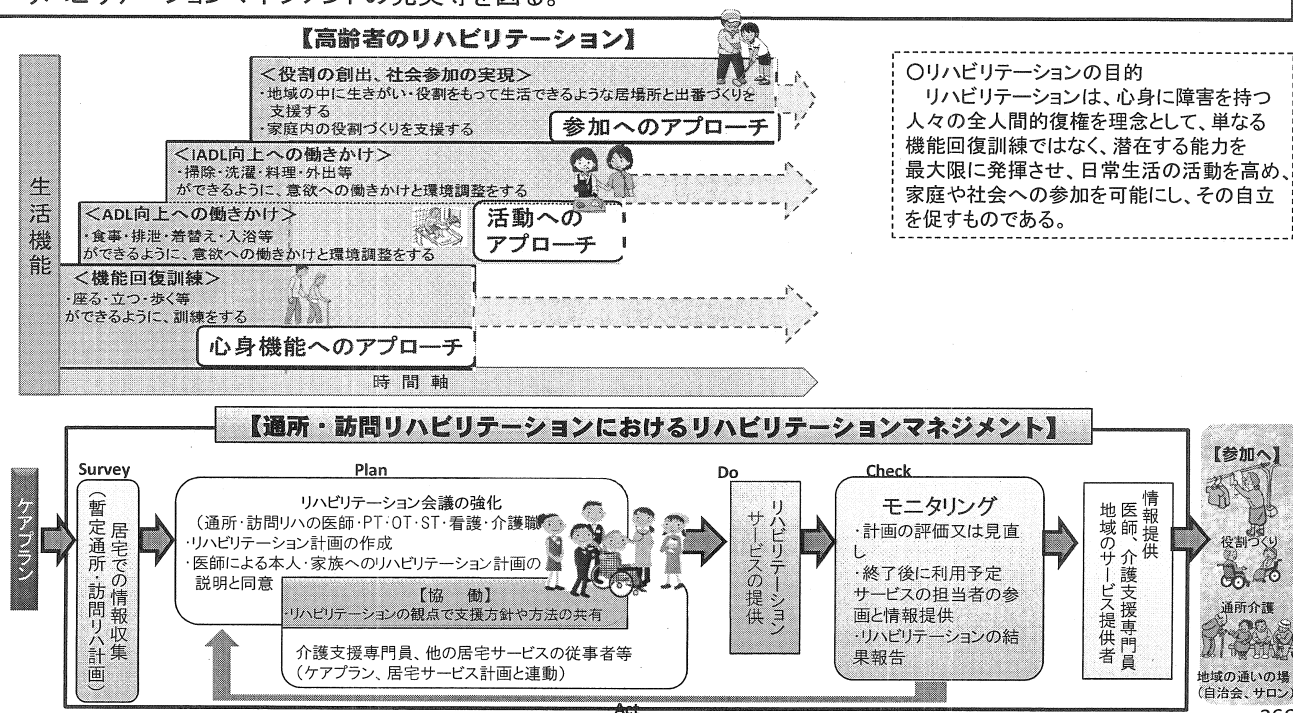 リハビリテーションマネジメントの充実等を図る。
【高齢者のリハビリテーション】
生活機能
＜役割の創出、社会参加の実現＞
・地域の中に生きがい・役割をもって生活できるような居場所と出番づくりを
支援する
・家庭内の役割づくりを支援する
参加へのアプローチ
＜IADL向上への働きかけ＞
・掃除・洗濯・料理・外出等
ができるように、意欲への働きかけと環境調整をする
＜ADL向上への働きかけ＞
・食事・排泄・着替え・入浴等
ができるように、意欲への働きかけと環境調整をする
活動への
アプローチ
＜機能回復訓練＞
・座る・立つ・歩く等
ができるように、訓練をする
心身機能へのアプローチ
時間軸
○リハビリテーションの目的
リハビリテーションは、心身に障害を持つ
人々の全人間的復権を理念として、単なる
機能回復訓練ではなく、潜在する能力を
最大限に発揮させ、日常生活の活動を高め、
家庭や社会への参加を可能にし、その自立
を促すものである。
【通所・訪問リハビリテーションにおけるリハビリテーションマネジメント】
ケアプラン
Survey
居宅での情報収集
（暫定通所・訪問リハ計画）
Plan
リハビリテーション会議の強化
（通所・訪問リハの医師・PT・OT・ST・看護・介護職
・リハビリテーション計画の作成
・医師による本人・家族へのリハビリテーション計画の
説明と同意
【協 働】
・リハビリテーションの観点で支援方針や方法の共有
介護支援専門員、他の居宅サービスの従事者等
（ケアプラン、居宅サービス計画と連動）
Do
リハビリテーション
サービスの提供
Check
モニタリング
・計画の評価又は見直
し
・終了後に利用予定
サービスの担当者の参
画と情報提供
・リハビリテーションの結
果報告
Act
情報提供
医師、介護支援専門員
地域のサービス提供者
【参加へ】
役割づくり
通所介護
地域の通いの場
（自治会、サロン）